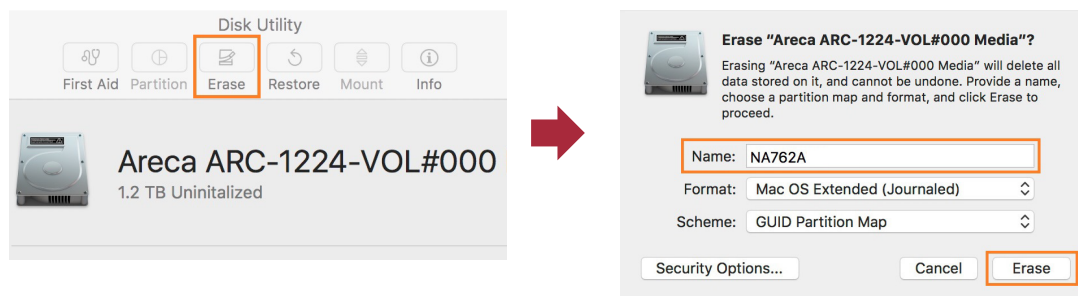 Disk Utility
First Aid Partition Erase Restore Mount Info
Areca ARC-1224-VOL#000
1.2 TB Uninitalized
Erase “Areca ARC-1224-VOL#000 Media”?
Erasing “Areca ARC-1224-VOL#000 Media” will delete all
data stored on it, and cannot be undone. Provide a name,
choose a partition map and format, and click Erase to
proceed.
Name: NA762A
Format: Mac OS Extended (Journaled)
Scheme: GUID Partition Map
Security Options... Cancel Erase